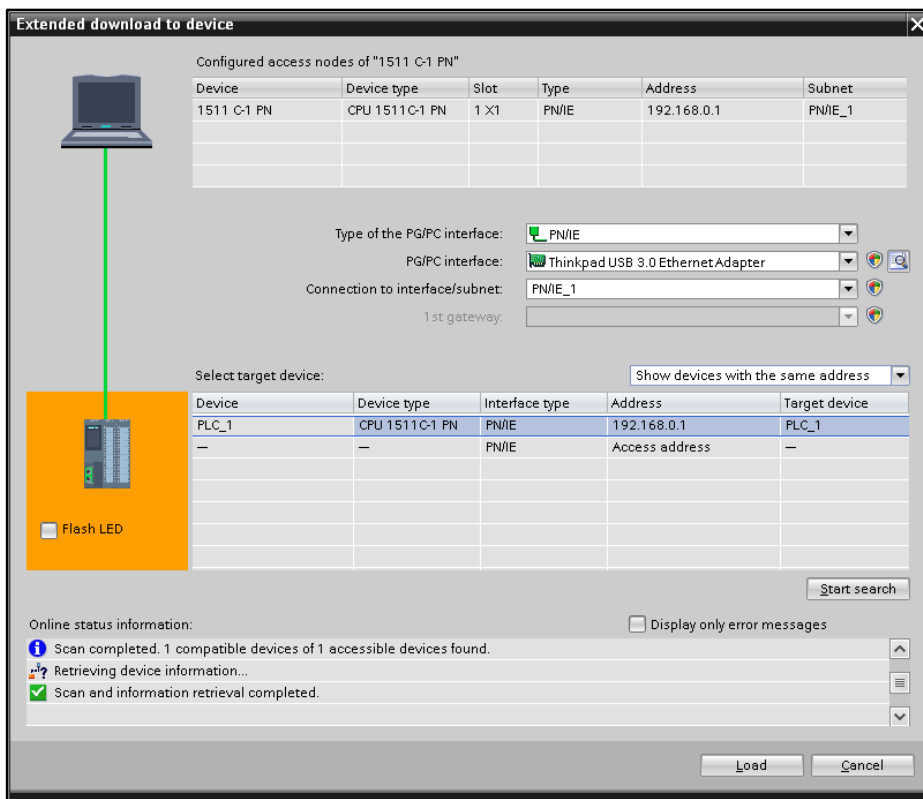 Extended download to device
Configured access nodes of "1511 C-1 PN"
Device Device type Slot Type Address Subnet
1511 C-1 PN CPU 1511C-1 PN 1 X1 PN/IE 192.168.0.1 PN/IE_1
Type of the PG/PC interface: PN/IE
PG/PC interface: Thinkpad USB 3.0 Ethernet Adapter
Connection to interface/subnet: PN/IE_1
1st gateway:
Select target device: Show devices with the same address
Device Device type Interface type Address Target device
PLC_1 CPU 1511C-1 PN PN/IE 192.168.0.1 PLC_1
— — PN/IE Access address —
Flash LED
Start search
Online status information: Display only error messages
Scan completed. 1 compatible devices of 1 accessible devices found.
Retrieving device information...
Scan and information retrieval completed.
Load Cancel